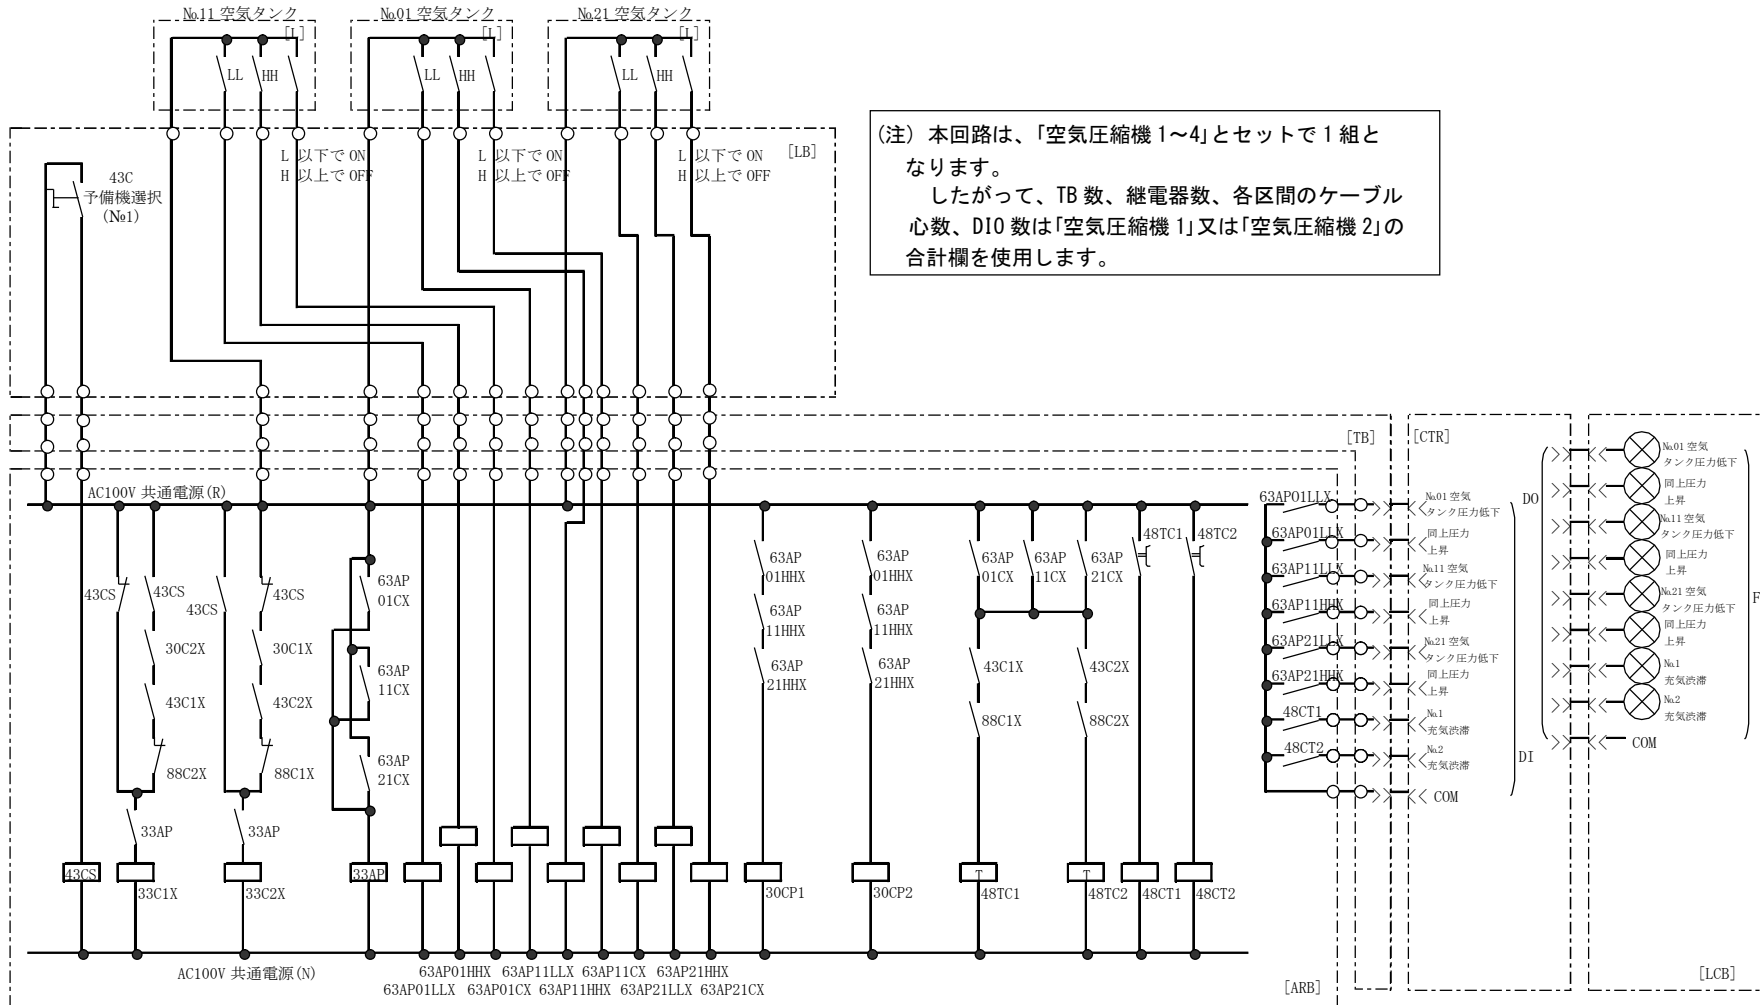 №11 空気タンク
№01 空気タンク
№21 空気タンク
[L]
[L]
[L]
LL
HH
LL
HH
LL
HH
(注) 本回路は、「空気圧縮機1～4」とセットで1組と
なります。
したがって、TB 数、継電器数、各区間のケーブル
心数、DIO 数は「空気圧縮機1」又は「空気圧縮機2」の
合計欄を使用します。
[LB]
L 以下で ON
H 以上で OFF
L 以下で ON
H 以上で OFF
L 以下で ON
H 以上で OFF
43C
予備機選択
(№1)
[TB]
[CTR]
AC100V 共通電源(R)
43CS
43CS
43CS
43CS
30C2X
30C1X
43C1X
43C2X
88C2X
88C1X
33AP
33AP
63AP
01CX
63AP
11CX
63AP
21CX
63AP
01HHX
63AP
11HHX
63AP
21HHX
63AP
01HHX
63AP
11HHX
63AP
21HHX
63AP
01CX
63AP
11CX
63AP
21CX
48TC1
48TC2
43C1X
43C2X
88C1X
88C2X
43CS
33C1X
33C2X
33AP
30CP1
30CP2
T
48TC1
T
48TC2
48CT1
48CT2
63AP01LLX
63AP01LLX
63AP11LLX
63AP11HHX
63AP21LLX
63AP21HHX
48CT1
48CT2
№01 空気
タンク圧力低下
同上圧力
上昇
№11 空気
タンク圧力低下
同上圧力
上昇
№21 空気
タンク圧力低下
同上圧力
上昇
№1
充気渋滞
№2
充気渋滞
COM
DI
DO
№01 空気
タンク圧力低下
同上圧力
上昇
№11 空気
タンク圧力低下
同上圧力
上昇
№21 空気
タンク圧力低下
同上圧力
上昇
№1
充気渋滞
№2
充気渋滞
COM
F
AC100V 共通電源(N)
63AP01HHX 63AP11LLX 63AP11CX 63AP21HHX
63AP01LLX 63AP01CX 63AP11HHX 63AP21LLX 63AP21CX
[ARB]
[LCB]